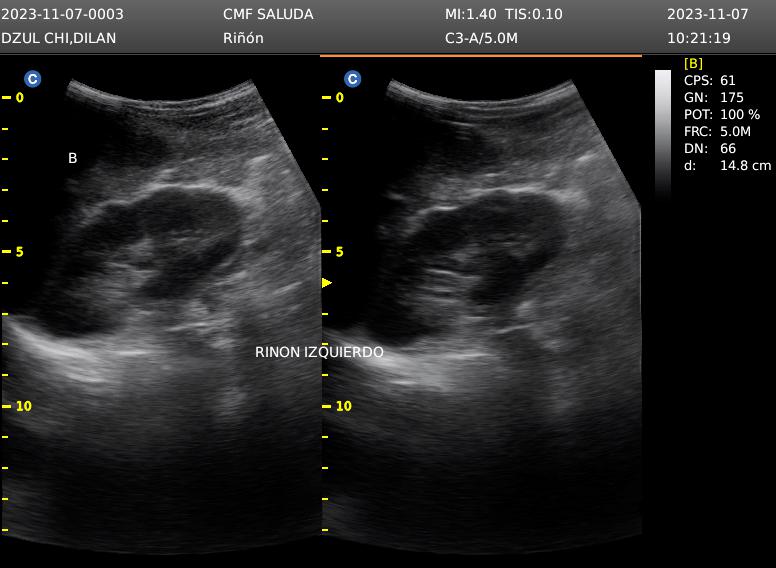 2023-11-07-0003 CMF SALUDA MI:1.40 TIS:0.10 2023-11-07
DZUL CHI,DILAN Riñón C3-A/5.0M 10:21:19
C C [B]
0 0 CPS: 61
GN: 175
POT: 100 %
FRC: 5.0M
B DN: 66
d: 14.8 cm
5 5
RINON IZQUIERDO
10 10